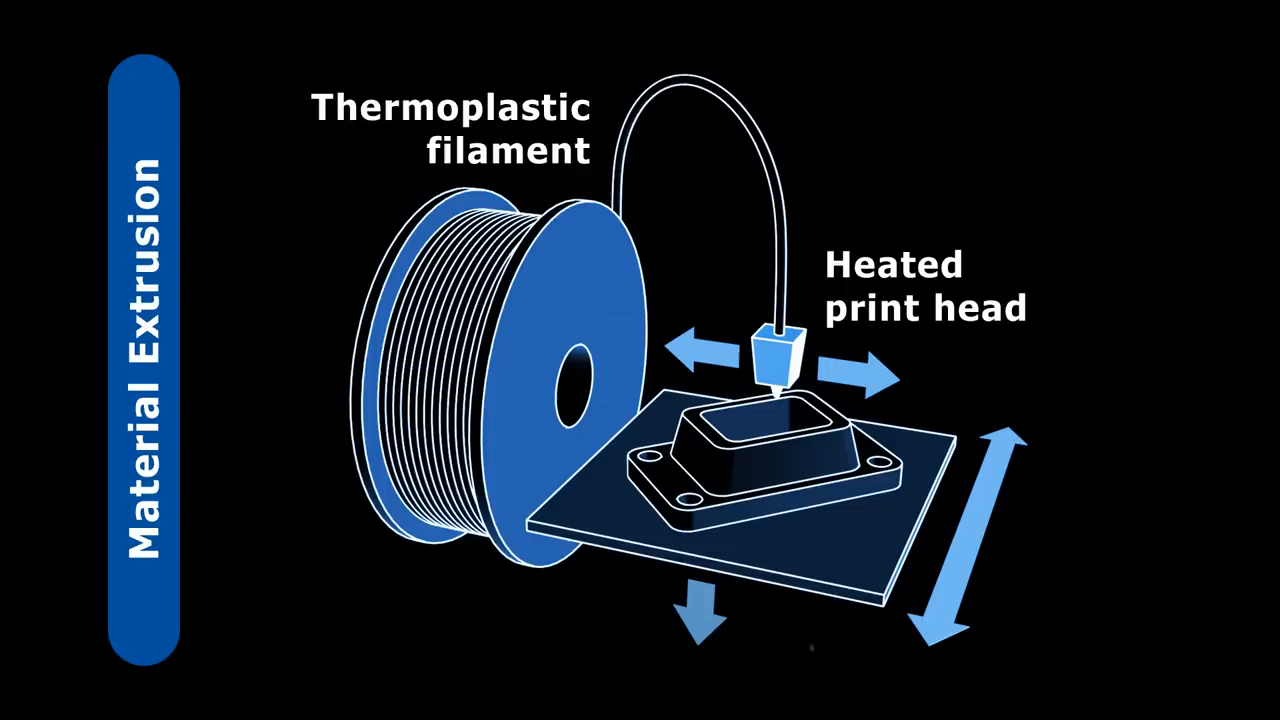 Material Extrusion
Thermoplastic
filament
Heated
print head